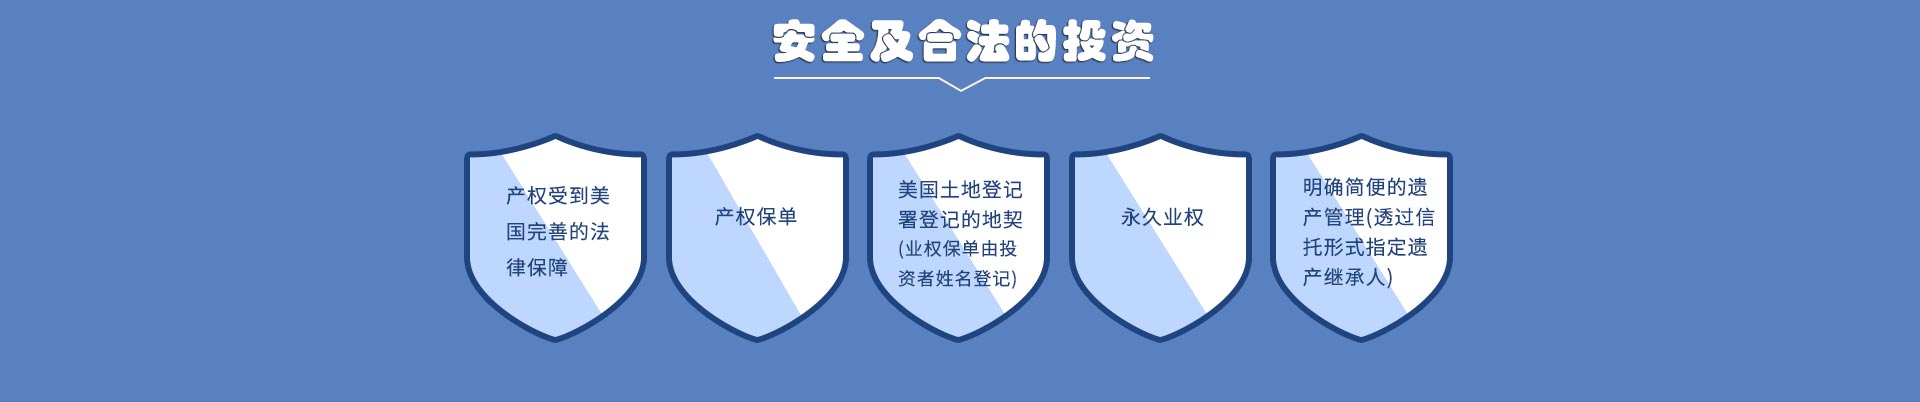 安全及合法的投资
产权受到美
国完善的法
律保障
产权保单
美国土地登记
署登记的地契
(业权保单由投
资者姓名登记)
永久业权
明确简便的遗
产管理(透过信
托形式指定遗
产继承人)